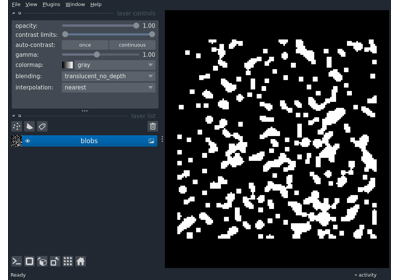 File View Plugins Window Help
layer controls
opacity: 1.00
contrast limits:
auto-contrast: once continuous
gamma: 1.00
colormap: gray
blending: translucent_no_depth
interpolation: nearest
layer list
blobs
Ready activity